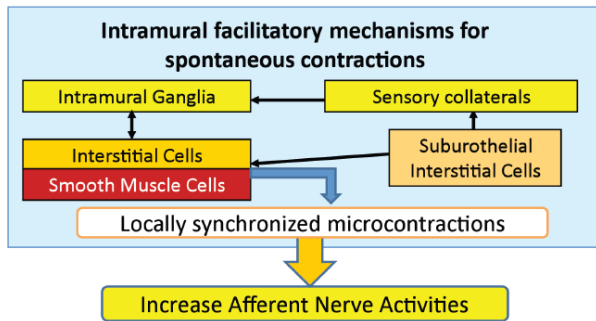 Intramural facilitatory mechanisms for
spontaneous contractions
Intramural Ganglia
Sensory collaterals
Interstitial Cells
Smooth Muscle Cells
Suburothelial
Interstitial Cells
Locally synchronized microcontractions
Increase Afferent Nerve Activities